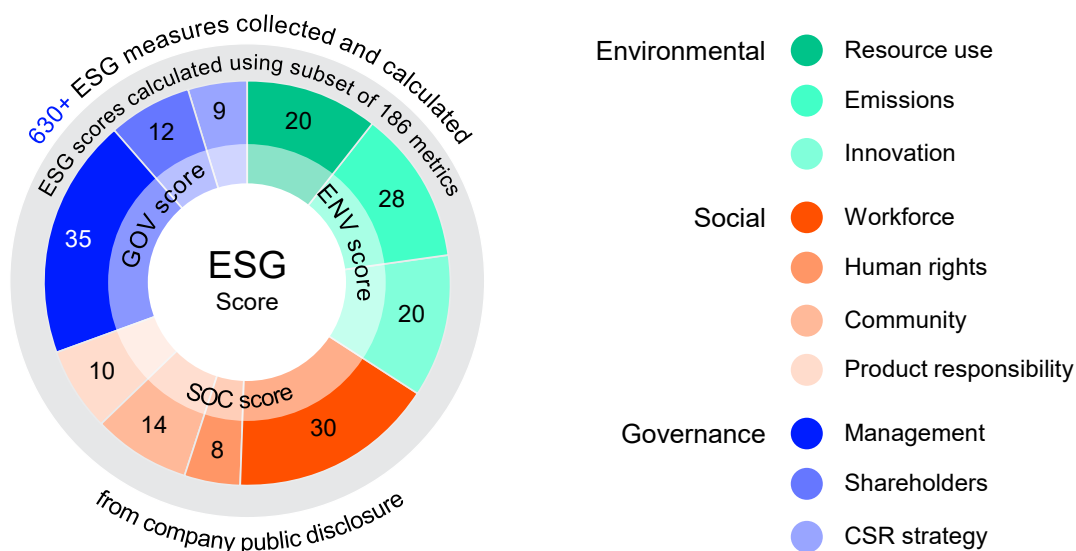 630+ ESG measures collected and calculated
ESG scores calculated using subset of 186 metrics
9
12
20
28
20
30
8
14
10
35
GOV score
ENV score
SOC score
ESG
Score
from company public disclosure
Environmental
Resource use
Emissions
Innovation
Social
Workforce
Human rights
Community
Product responsibility
Governance
Management
Shareholders
CSR strategy